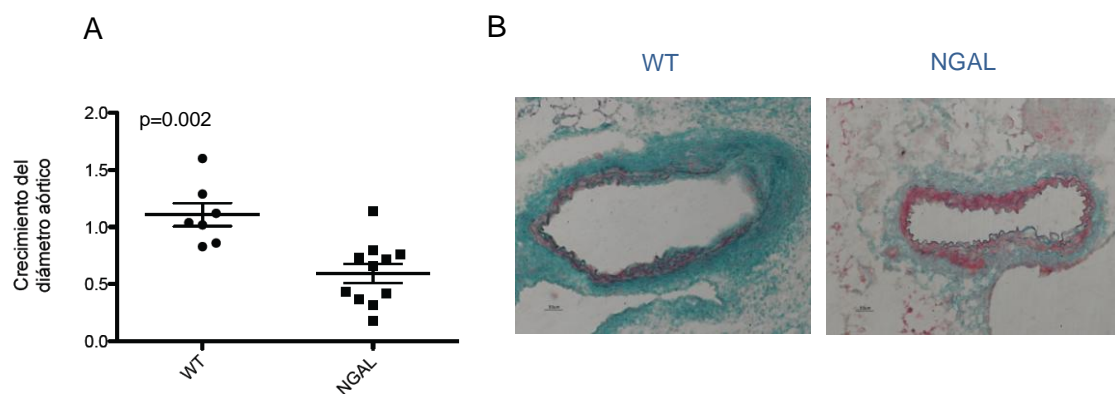 A
B
WT
NGAL
p=0.002
Crecimiento del
diámetro aórtico
2.0
1.5
1.0
0.5
0.0
WT
NGAL